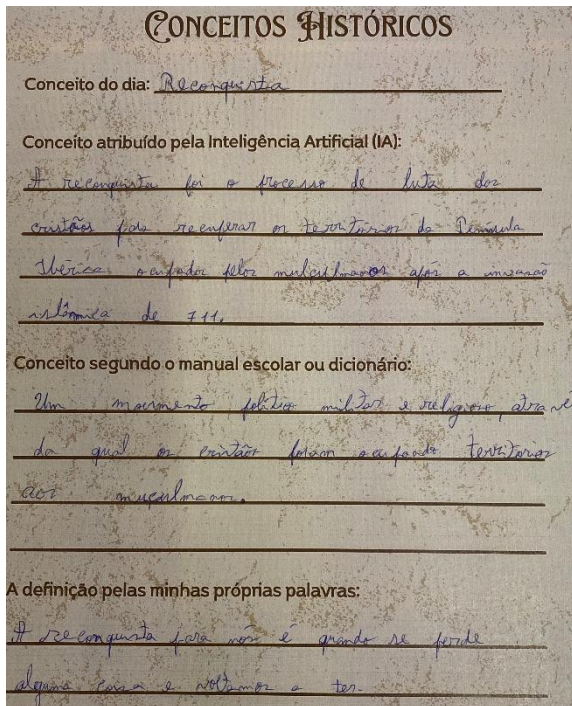 CONCEITOS HISTÓRICOS
Conceito do dia: Reconquista
Conceito atribuído pela Inteligência Artificial (IA):
A reconquista foi o processo de luta dos
cristãos para recuperar os territórios da Península
Ibérica ocupados pelos mulçulmanos após a invasão
islâmica de 711.
Conceito segundo o manual escolar ou dicionário:
Um movimento político militar e religioso, atravé
do qual os cristãos foram ocupando territórios
aos muçulmanos.
A definição pelas minhas próprias palavras:
A reconquista para nós é quando se perde
alguma coisa e voltamos a ter.